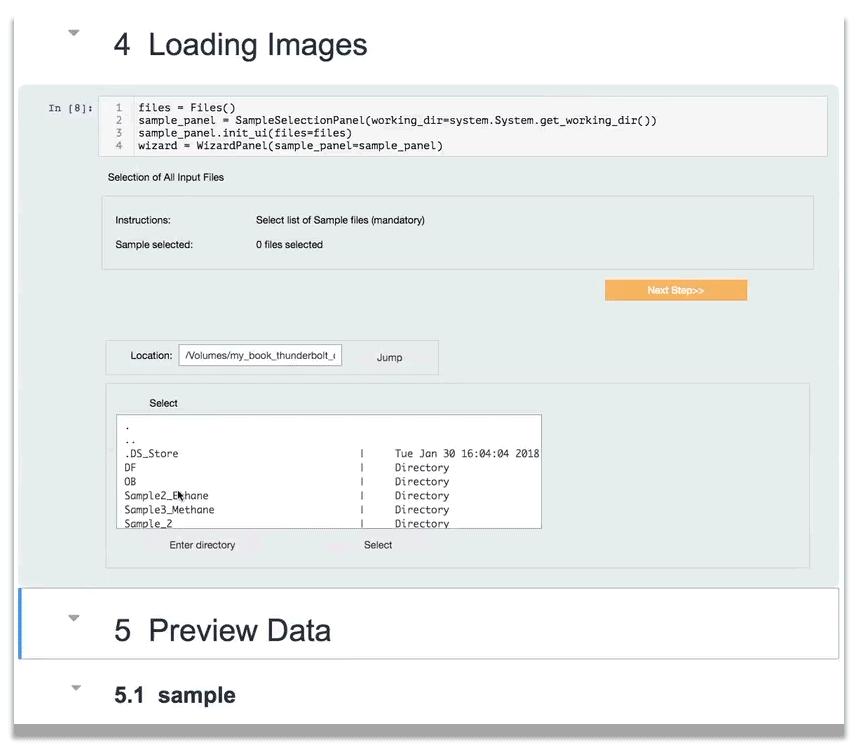 4 Loading Images
In [8]:
1 files = Files()
2 sample_panel = SampleSelectionPanel(working_dir=system.System.get_working_dir())
3 sample_panel.init_ui(files=files)
4 wizard = WizardPanel(sample_panel=sample_panel)
Selection of All Input Files
Instructions: Select list of Sample files (mandatory)
Sample selected: 0 files selected
Next Step>>
Location: /Volumes/my_book_thunderbolt_ Jump
Select
.
..
.DS_Store | Tue Jan 30 16:04:04 2018
DF | Directory
OB | Directory
Sample2_Ethane | Directory
Sample3_Methane | Directory
Sample_2 | Directory
Enter directory Select
5 Preview Data
5.1 sample